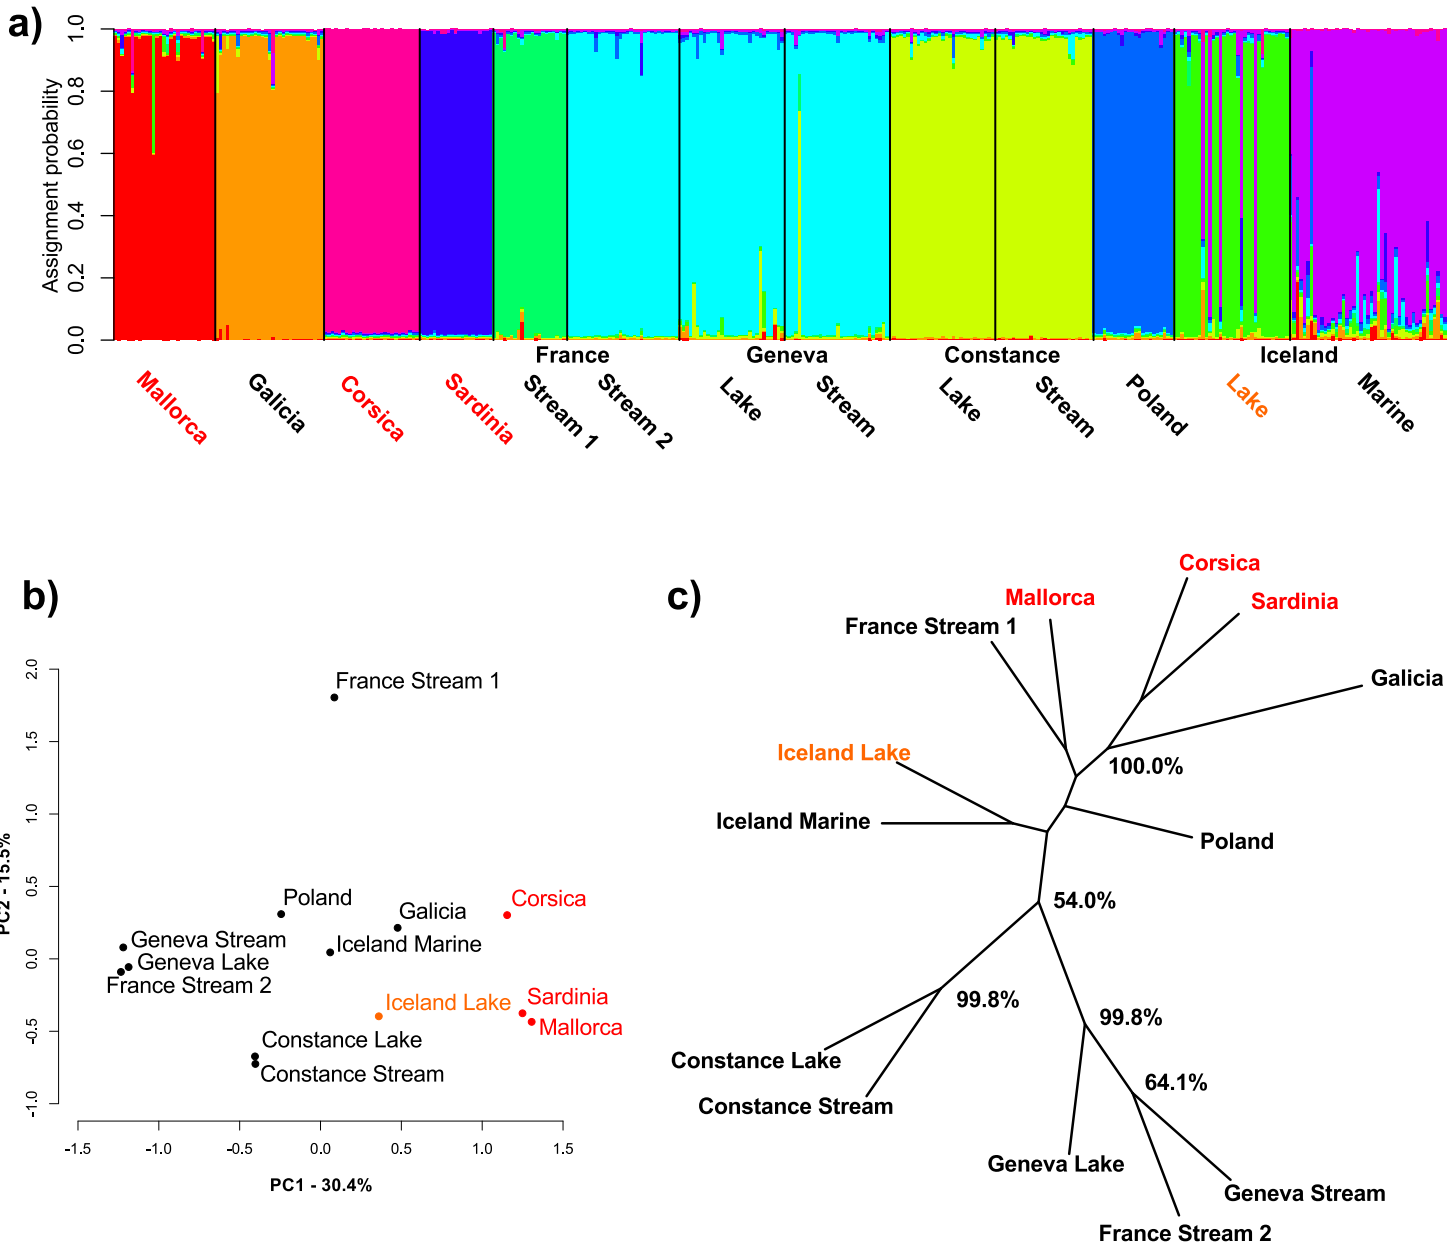 a)
Assignment probability
1.0
0.8
0.6
0.4
0.2
0.0
France
Geneva
Constance
Iceland
Mallorca
Galicia
Corsica
Sardinia
Stream 1
Stream 2
Lake
Stream
Lake
Stream
Poland
Lake
Marine
b)
PC2 - 15.5%
2.0
1.5
1.0
0.5
0.0
-0.5
-1.0
France Stream 1
Poland
Galicia
Corsica
Geneva Stream
Iceland Marine
Geneva Lake
France Stream 2
Iceland Lake
Sardinia
Mallorca
Constance Lake
Constance Stream
-1.5
-1.0
-0.5
0.0
0.5
1.0
1.5
PC1 - 30.4%
c)
Corsica
Mallorca
Sardinia
France Stream 1
Galicia
Iceland Lake
100.0%
Iceland Marine
Poland
54.0%
99.8%
99.8%
Constance Lake
64.1%
Constance Stream
Geneva Lake
Geneva Stream
France Stream 2